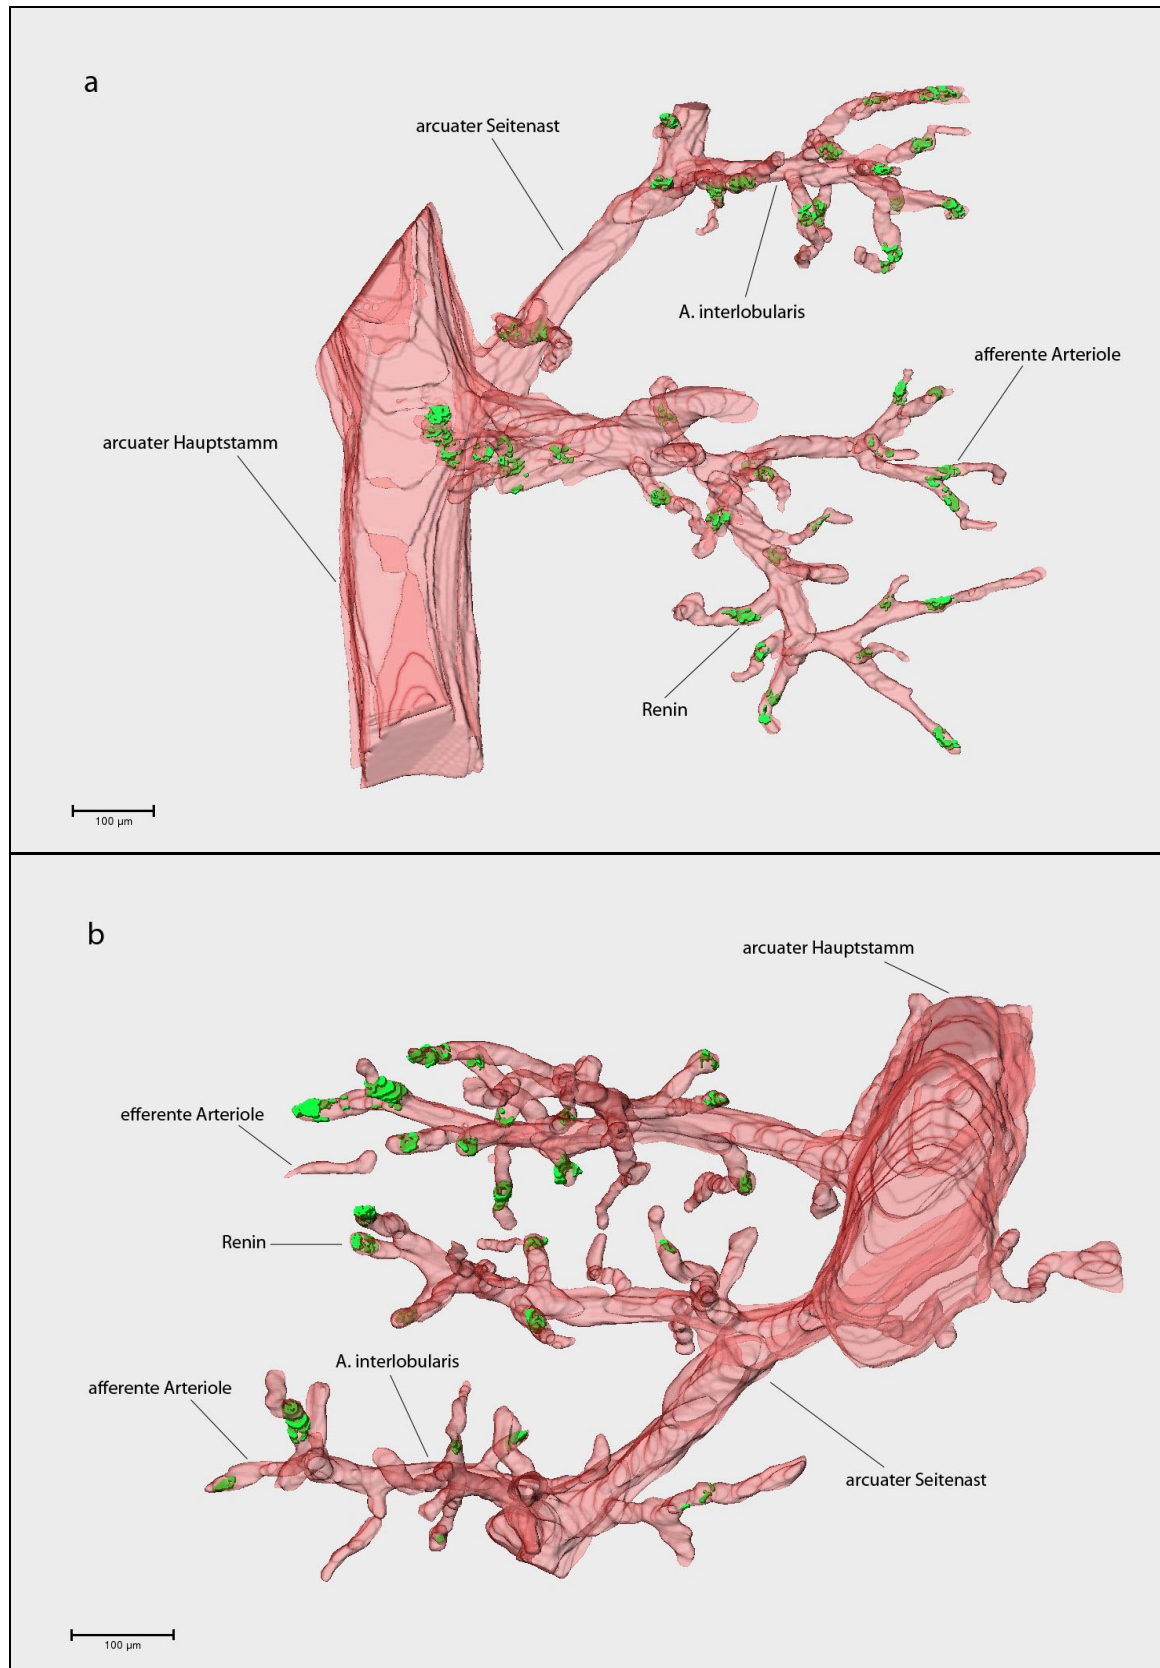 a
arcuater Seitenast
A. interlobularis
afferente Arteriole
arcuater Hauptstamm
Renin
100 µm
b
arcuater Hauptstamm
efferente Arteriole
Renin
A. interlobularis
afferente Arteriole
arcuater Seitenast
100 µm